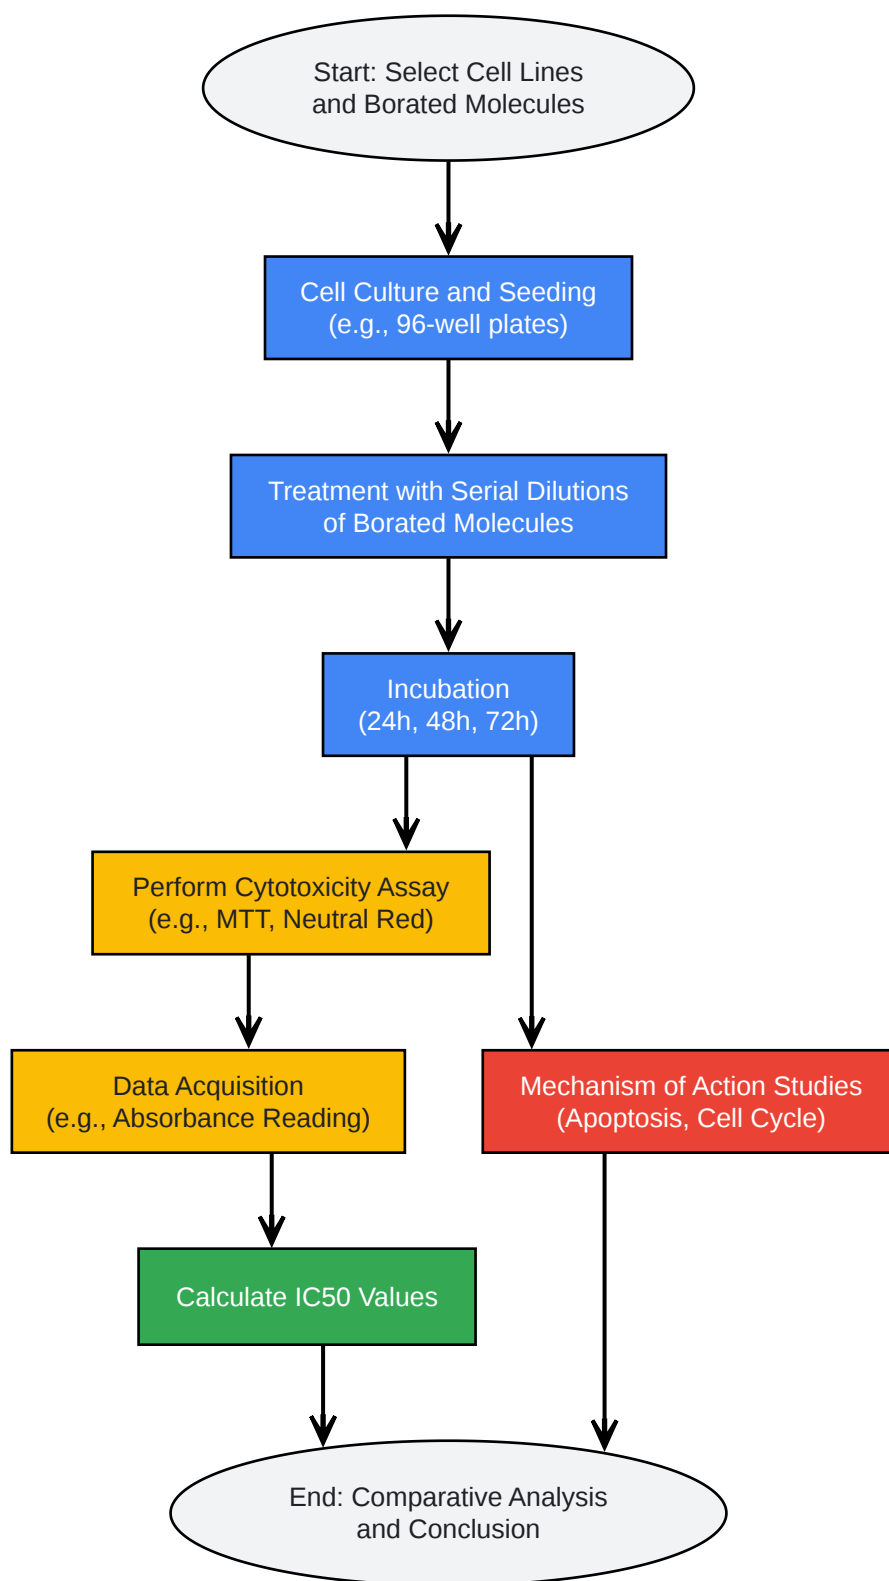 Start: Select Cell Lines
and Borated Molecules
Cell Culture and Seeding
(e.g., 96-well plates)
Treatment with Serial Dilutions
of Borated Molecules
Incubation
(24h, 48h, 72h)
Perform Cytotoxicity Assay
(e.g., MTT, Neutral Red)
Data Acquisition
(e.g., Absorbance Reading)
Mechanism of Action Studies
(Apoptosis, Cell Cycle)
Calculate IC50 Values
End: Comparative Analysis
and Conclusion